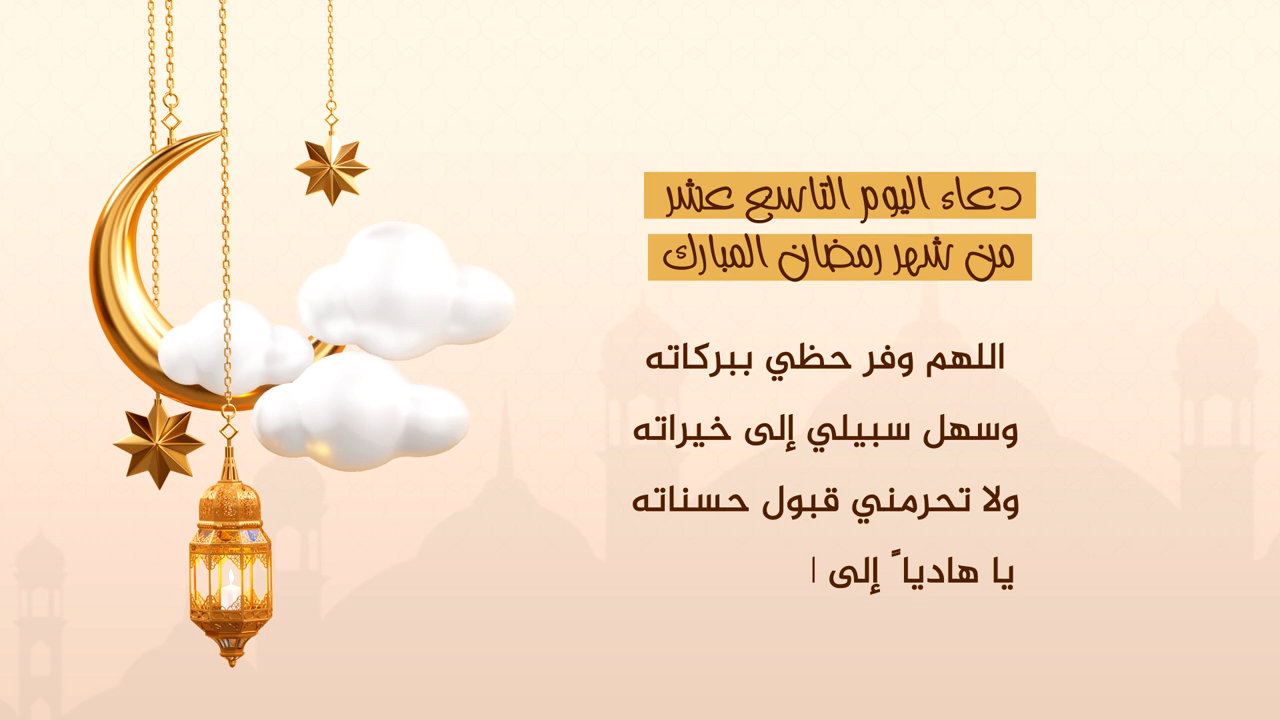 دعاء اليوم التاسع عشر
من شهر رمضان المبارك
اللهم وفر حظي ببركاته
وسهل سبيلي إلى خيراته
ولا تحرمني قبول حسناته
يا هادياً إلى ا